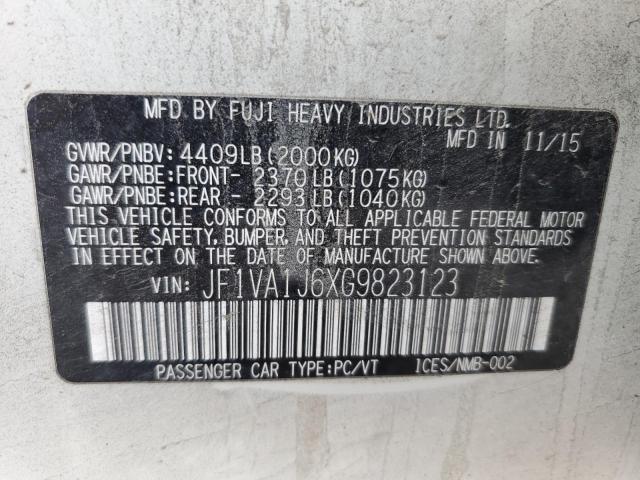 MFD. BY FUJI HEAVY INDUSTRIES LTD.
MFD IN 11/15
GVWR/PNBV: 4409LB(2000KG)
GAWR/PNBE:FRONT- 2370LB(1075KG)
GAWR/PNBE:REAR - 2293LB(1040KG)
THIS VEHICLE CONFORMS TO ALL APPLICABLE FEDERAL MOTOR
VEHICLE SAFETY, BUMPER, AND THEFT PREVENTION STANDARDS
IN EFFECT ON THE DATE OF MANUFACTURE SHOWN ABOVE.
VIN: JF1VA1J6XG9823123
PASSENGER CAR TYPE:PC/VT ICES/NMB-002